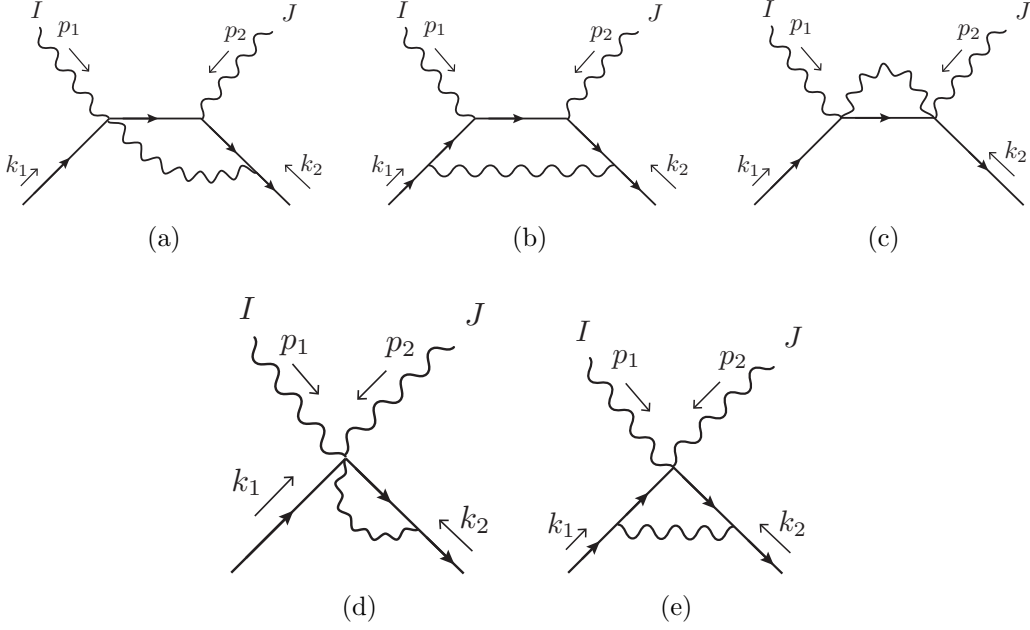 I J I J I J
p₁ p₂ p₁ p₂ p₁ p₂
k₁ k₂ k₁ k₂ k₁ k₂
(a) (b) (c)
I J I J
p₁ p₂ p₁ p₂
k₁ k₂ k₁ k₂
(d) (e)